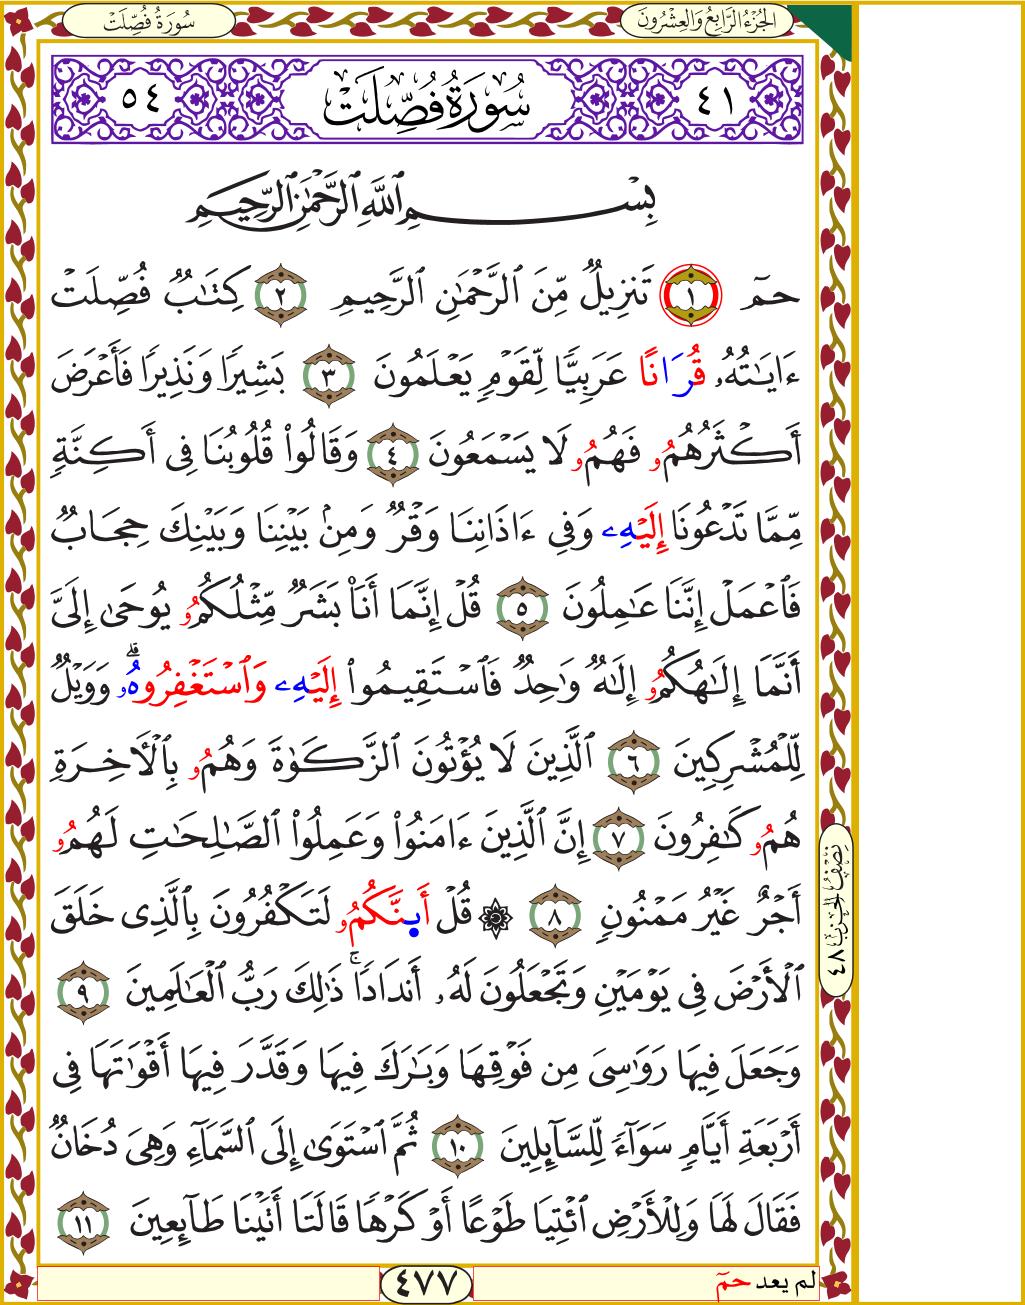 الجُزْءُ الرَّابِعُ وَالعِشْرُونَ
سُورَةُ فُصِّلَتْ
٤١
سُورَةُ فُصِّلَتْ
٥٤
بِسْمِ ٱللَّهِ ٱلرَّحْمَٰنِ ٱلرَّحِيمِ
حمٓ ١ تَنزِيلٌ مِّنَ ٱلرَّحْمَٰنِ ٱلرَّحِيمِ ٢ كِتَٰبٌ فُصِّلَتْ
ءَايَٰتُهُۥ قُرَانًا عَرَبِيًّا لِّقَوْمٍ يَعْلَمُونَ ٣ بَشِيرًا وَنَذِيرًا فَأَعْرَضَ
أَكْثَرُهُمُۥ فَهُمُۥ لَا يَسْمَعُونَ ٤ وَقَالُوا۟ قُلُوبُنَا فِىٓ أَكِنَّةٍ
مِّمَّا تَدْعُونَا إِلَيْهِۦ وَفِىٓ ءَاذَانِنَا وَقْرٌ وَمِنۢ بَيْنِنَا وَبَيْنِكَ حِجَابٌ
فَٱعْمَلْ إِنَّنَا عَٰمِلُونَ ٥ قُلْ إِنَّمَآ أَنَا۠ بَشَرٌ مِّثْلُكُمُۥ يُوحَىٰٓ إِلَىَّ
أَنَّمَآ إِلَٰهُكُمُۥ إِلَٰهٌ وَٰحِدٌ فَٱسْتَقِيمُوٓا۟ إِلَيْهِۦ وَٱسْتَغْفِرُوهُۥۗ وَوَيْلٌ
لِّلْمُشْرِكِينَ ٦ ٱلَّذِينَ لَا يُؤْتُونَ ٱلزَّكَوٰةَ وَهُمُۥ بِٱلْأَخِرَةِ
هُمُۥ كَٰفِرُونَ ٧ إِنَّ ٱلَّذِينَ ءَامَنُوا۟ وَعَمِلُوا۟ ٱلصَّٰلِحَٰتِ لَهُمُۥٓ
أَجْرٌ غَيْرُ مَمْنُونٍ ٨ ۞ قُلْ أَىِٕنَّكُمُۥ لَتَكْفُرُونَ بِٱلَّذِى خَلَقَ
ٱلْأَرْضَ فِى يَوْمَيْنِ وَتَجْعَلُونَ لَهُۥٓ أَندَادًاۚ ذَٰلِكَ رَبُّ ٱلْعَٰلَمِينَ ٩
وَجَعَلَ فِيهَا رَوَٰسِىَ مِن فَوْقِهَا وَبَٰرَكَ فِيهَا وَقَدَّرَ فِيهَآ أَقْوَٰتَهَا فِىٓ
أَرْبَعَةِ أَيَّامٍ سَوَآءً لِّلسَّآئِلِينَ ١٠ ثُمَّ ٱسْتَوَىٰٓ إِلَى ٱلسَّمَآءِ وَهِىَ دُخَانٌ
فَقَالَ لَهَا وَلِلْأَرْضِ ٱئْتِيَا طَوْعًا أَوْ كَرْهًا قَالَتَآ أَتَيْنَا طَآئِعِينَ ١١
نِصْفُ الحِزْبِ ٤٨
لم يعد حمٓ
٤٧٧